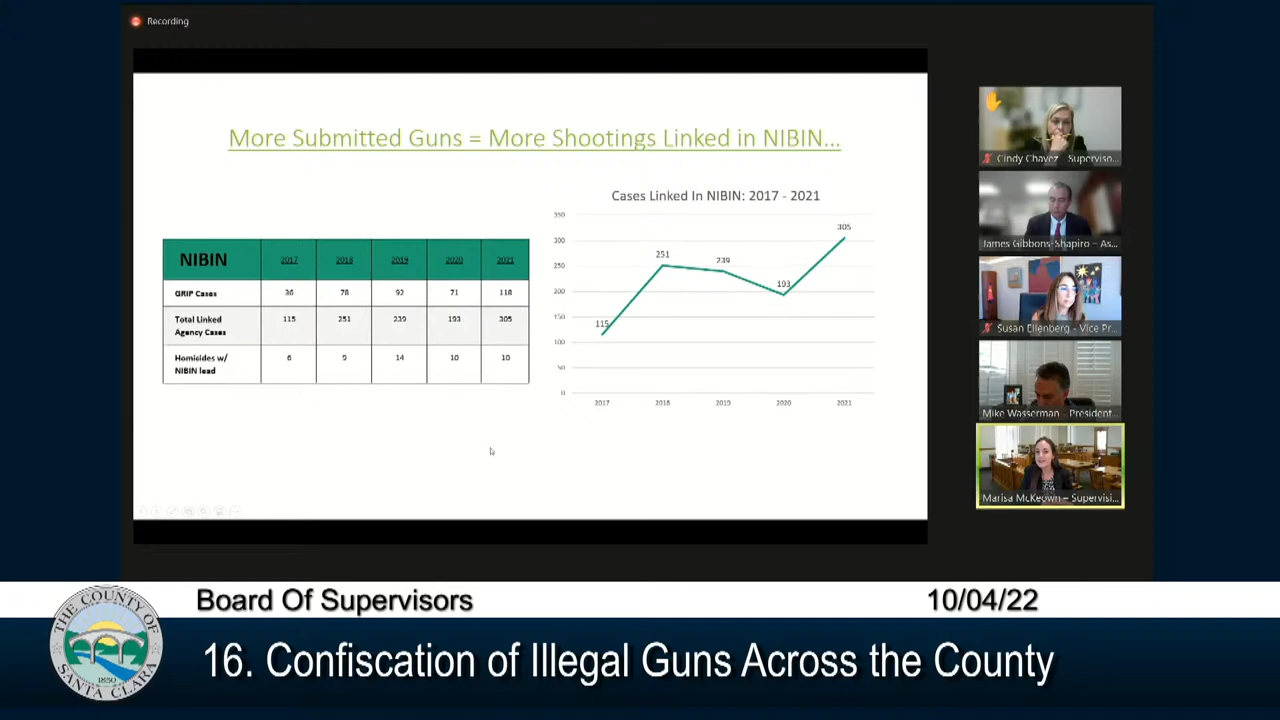 Recording
More Submitted Guns = More Shootings Linked in NIBIN...
NIBIN 2017 2018 2019 2020 2021
GRIP Cases 36 78 92 71 118
Total Linked Agency Cases 115 251 239 193 305
Homicides w/ NIBIN lead 6 9 14 10 10
Cases Linked In NIBIN: 2017 - 2021
350
300
250
200
150
100
50
0
115
251
239
193
305
2017 2018 2019 2020 2021
Cindy Chavez - Superviso...
James Gibbons-Shapiro – As...
Susan Ellenberg - Vice Pr...
Mike Wasserman - President
Marisa McKeown – Supervisi...
THE COUNTY OF SANTA CLARA
1850
Board Of Supervisors 10/04/22
16. Confiscation of Illegal Guns Across the County